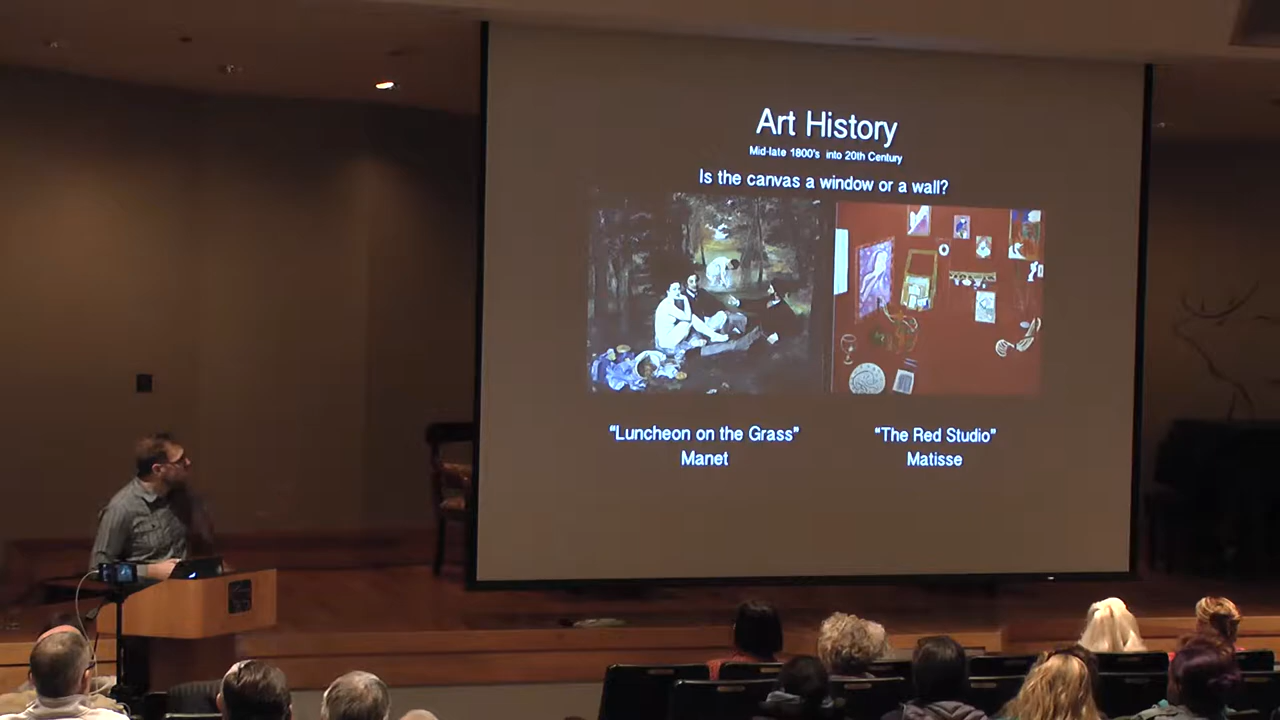 Art History
Mid-late 1800's into 20th Century
Is the canvas a window or a wall?
“Luncheon on the Grass”
Manet
“The Red Studio”
Matisse